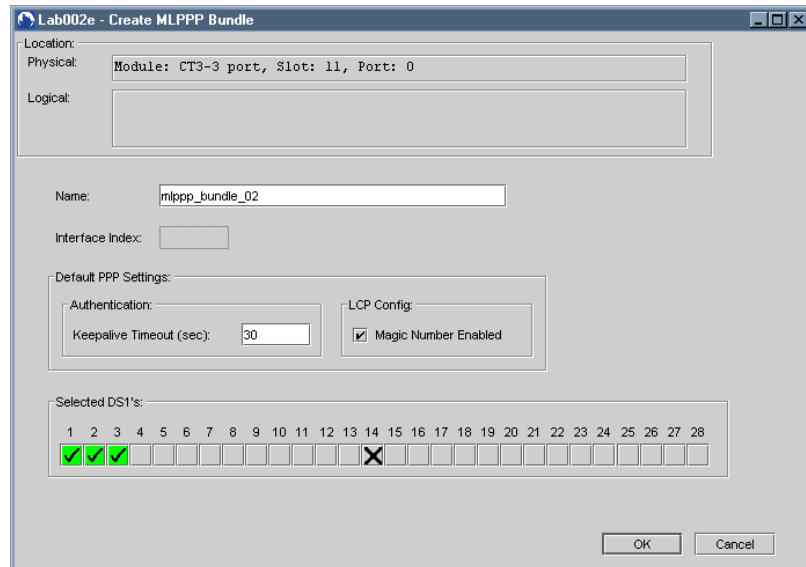 Lab002e - Create MLPPP Bundle
Location:
Physical: Module: CT3-3 port, Slot: 11, Port: 0
Logical:
Name: mlppp_bundle_02
Interface Index:
Default PPP Settings:
Authentication: LCP Config:
Keepalive Timeout (sec): 30 Magic Number Enabled
Selected DS1's:
1 2 3 4 5 6 7 8 9 10 11 12 13 14 15 16 17 18 19 20 21 22 23 24 25 26 27 28
OK Cancel